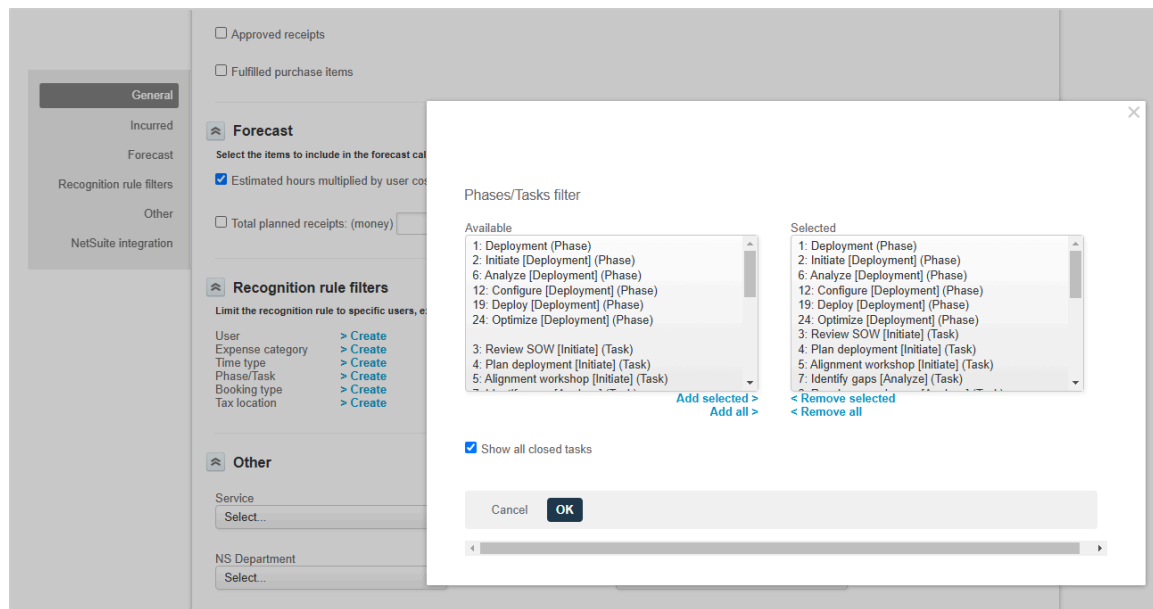 Approved receipts
Fulfilled purchase items
General
Incurred
Forecast
Recognition rule filters
Other
NetSuite integration
Forecast
Select the items to include in the forecast cal
Estimated hours multiplied by user cos
Total planned receipts: (money)
Recognition rule filters
Limit the recognition rule to specific users, e
User > Create
Expense category > Create
Time type > Create
Phase/Task > Create
Booking type > Create
Tax location > Create
Other
Service
Select...
NS Department
Select...
×
Phases/Tasks filter
Available
1: Deployment (Phase)
2: Initiate [Deployment] (Phase)
6: Analyze [Deployment] (Phase)
12: Configure [Deployment] (Phase)
19: Deploy [Deployment] (Phase)
24: Optimize [Deployment] (Phase)
3: Review SOW [Initiate] (Task)
4: Plan deployment [Initiate] (Task)
5: Alignment workshop [Initiate] (Task)
Add selected >
Add all >
Selected
1: Deployment (Phase)
2: Initiate [Deployment] (Phase)
6: Analyze [Deployment] (Phase)
12: Configure [Deployment] (Phase)
19: Deploy [Deployment] (Phase)
24: Optimize [Deployment] (Phase)
3: Review SOW [Initiate] (Task)
4: Plan deployment [Initiate] (Task)
5: Alignment workshop [Initiate] (Task)
7: Identify gaps [Analyze] (Task)
< Remove selected
< Remove all
Show all closed tasks
Cancel
OK